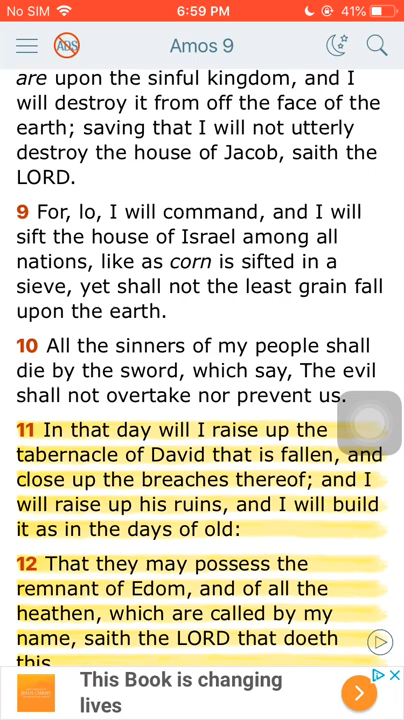 No SIM 6:59 PM 41%
ADS Amos 9
are upon the sinful kingdom, and I
will destroy it from off the face of the
earth; saving that I will not utterly
destroy the house of Jacob, saith the
LORD.
9 For, lo, I will command, and I will
sift the house of Israel among all
nations, like as corn is sifted in a
sieve, yet shall not the least grain fall
upon the earth.
10 All the sinners of my people shall
die by the sword, which say, The evil
shall not overtake nor prevent us.
11 In that day will I raise up the
tabernacle of David that is fallen, and
close up the breaches thereof; and I
will raise up his ruins, and I will build
it as in the days of old:
12 That they may possess the
remnant of Edom, and of all the
heathen, which are called by my
name, saith the LORD that doeth
this.
This Book is changing
lives